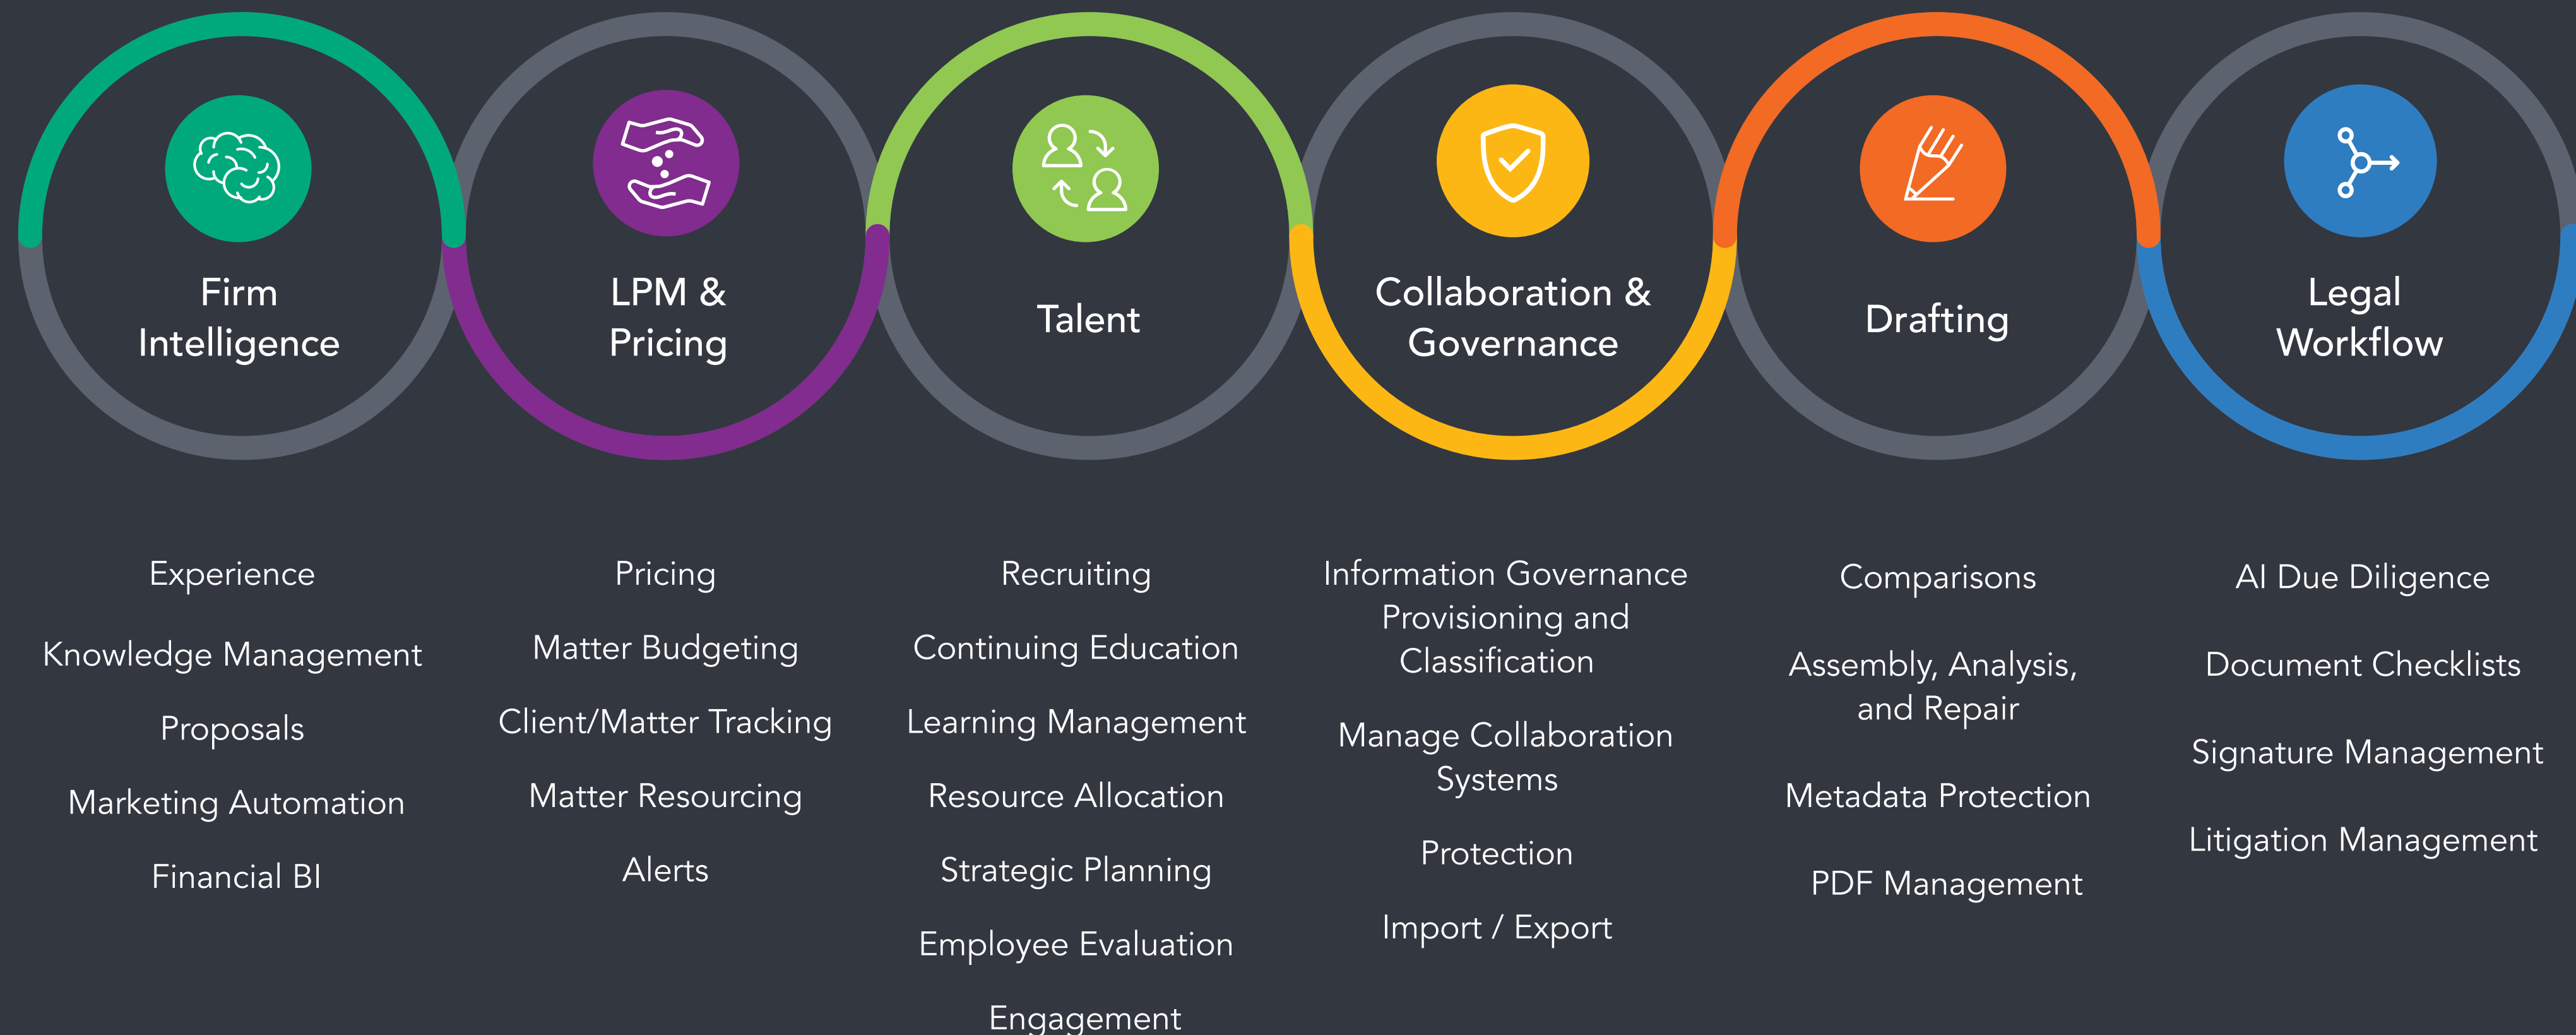 Firm
Intelligence
LPM &
Pricing
Talent
Collaboration &
Governance
Drafting
Legal
Workflow
Experience
Knowledge Management
Proposals
Marketing Automation
Financial BI
Pricing
Matter Budgeting
Client/Matter Tracking
Matter Resourcing
Alerts
Recruiting
Continuing Education
Learning Management
Resource Allocation
Strategic Planning
Employee Evaluation
Engagement
Information Governance
Provisioning and
Classification
Manage Collaboration
Systems
Protection
Import / Export
Comparisons
Assembly, Analysis,
and Repair
Metadata Protection
PDF Management
AI Due Diligence
Document Checklists
Signature Management
Litigation Management